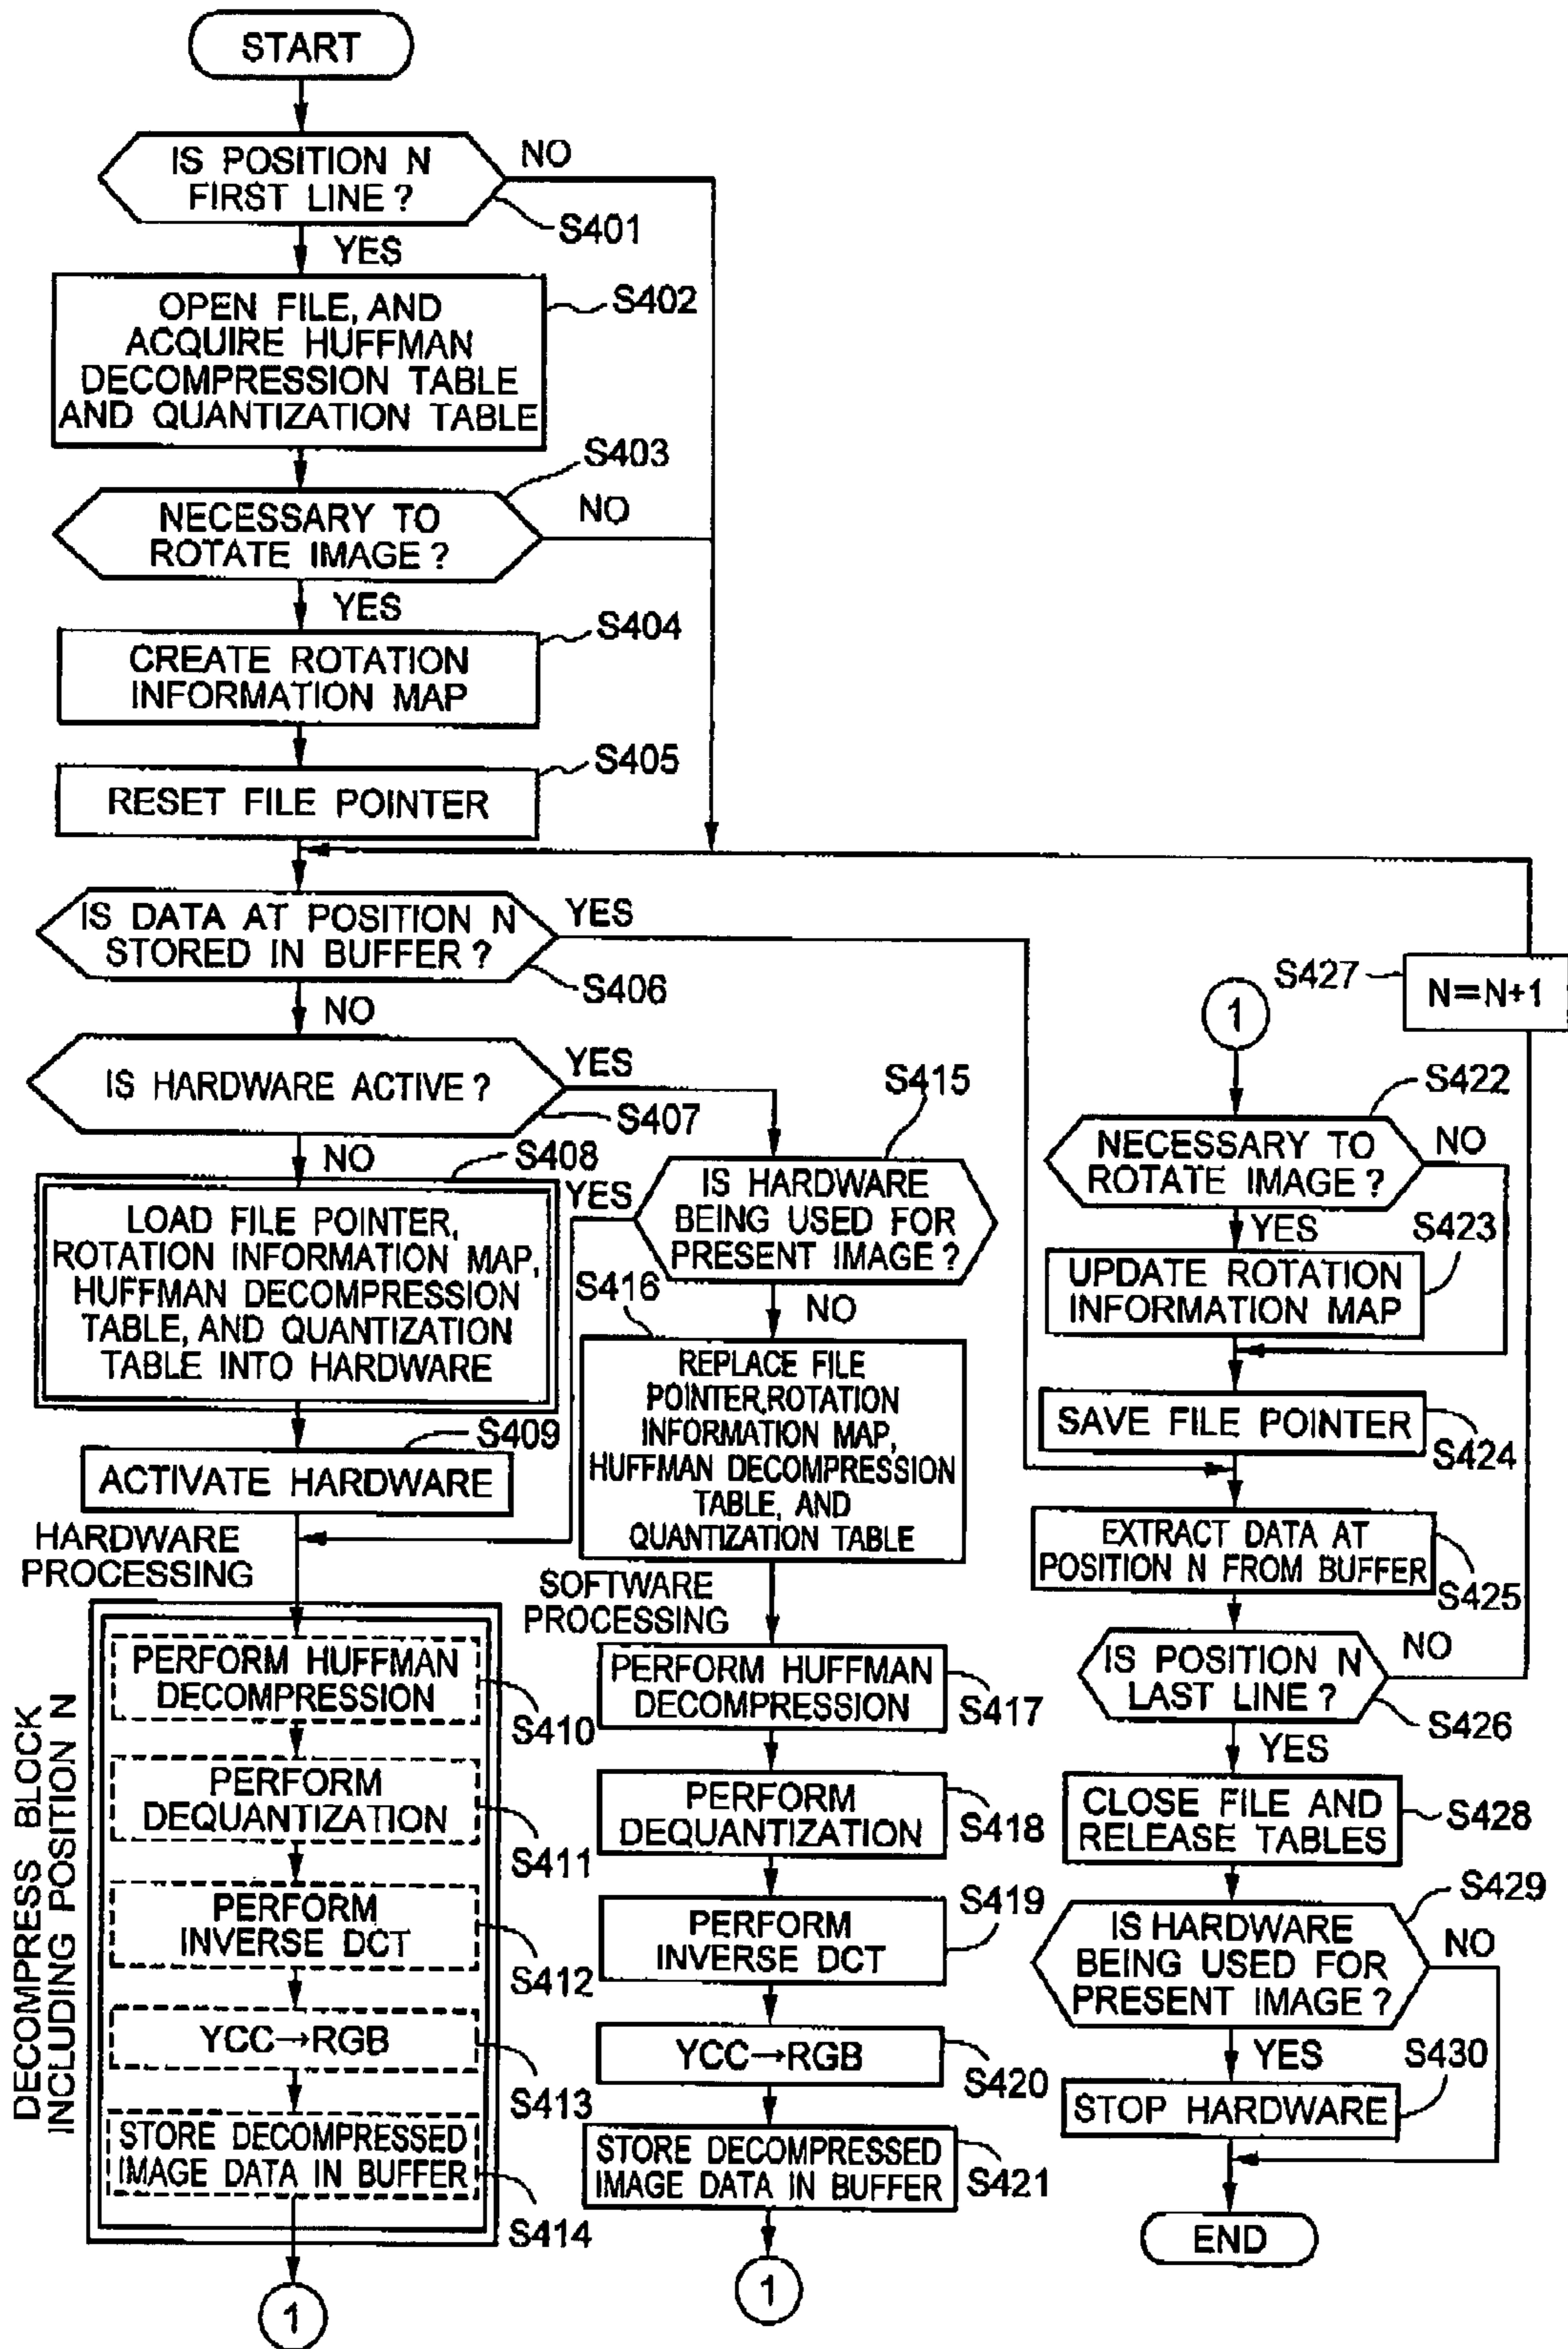 START
IS POSITION N
FIRST LINE?
NO
S401
YES
OPEN FILE, AND
ACQUIRE HUFFMAN
DECOMPRESSION TABLE
AND QUANTIZATION TABLE
S402
S403
NECESSARY TO
ROTATE IMAGE?
NO
YES
S404
CREATE ROTATION
INFORMATION MAP
S405
RESET FILE POINTER
IS DATA AT POSITION N
STORED IN BUFFER?
YES
S406
NO
IS HARDWARE ACTIVE?
YES
S407
NO
S408
LOAD FILE POINTER,
ROTATION INFORMATION MAP,
HUFFMAN DECOMPRESSION
TABLE, AND QUANTIZATION
TABLE INTO HARDWARE
S409
ACTIVATE HARDWARE
HARDWARE
PROCESSING
DECOMPRESS BLOCK
INCLUDING POSITION N
PERFORM HUFFMAN
DECOMPRESSION
S410
PERFORM
DEQUANTIZATION
S411
PERFORM
INVERSE DCT
S412
YCC→RGB
S413
STORE DECOMPRESSED
IMAGE DATA IN BUFFER
S414
1
S415
IS HARDWARE
BEING USED FOR
PRESENT IMAGE?
YES
NO
S416
REPLACE FILE
POINTER,ROTATION
INFORMATION MAP,
HUFFMAN DECOMPRESSION
TABLE, AND
QUANTIZATION TABLE
SOFTWARE
PROCESSING
PERFORM HUFFMAN
DECOMPRESSION
S417
PERFORM
DEQUANTIZATION
S418
PERFORM
INVERSE DCT
S419
YCC→RGB
S420
STORE DECOMPRESSED
IMAGE DATA IN BUFFER
S421
1
S427
N=N+1
1
S422
NECESSARY TO
ROTATE IMAGE?
NO
YES
S423
UPDATE ROTATION
INFORMATION MAP
SAVE FILE POINTER
S424
EXTRACT DATA AT
POSITION N FROM BUFFER
S425
IS POSITION N
LAST LINE?
NO
S426
YES
CLOSE FILE AND
RELEASE TABLES
S428
S429
IS HARDWARE
BEING USED FOR
PRESENT IMAGE?
NO
YES
S430
STOP HARDWARE
END